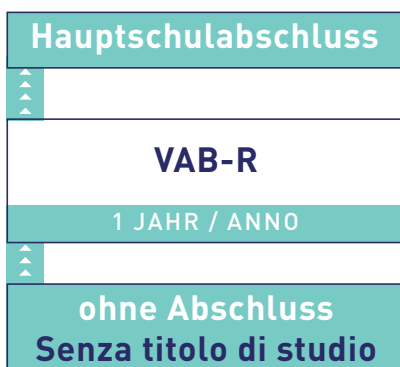 Hauptschulabschluss
VAB-R
1 JAHR / ANNO
ohne Abschluss
Senza titolo di studio